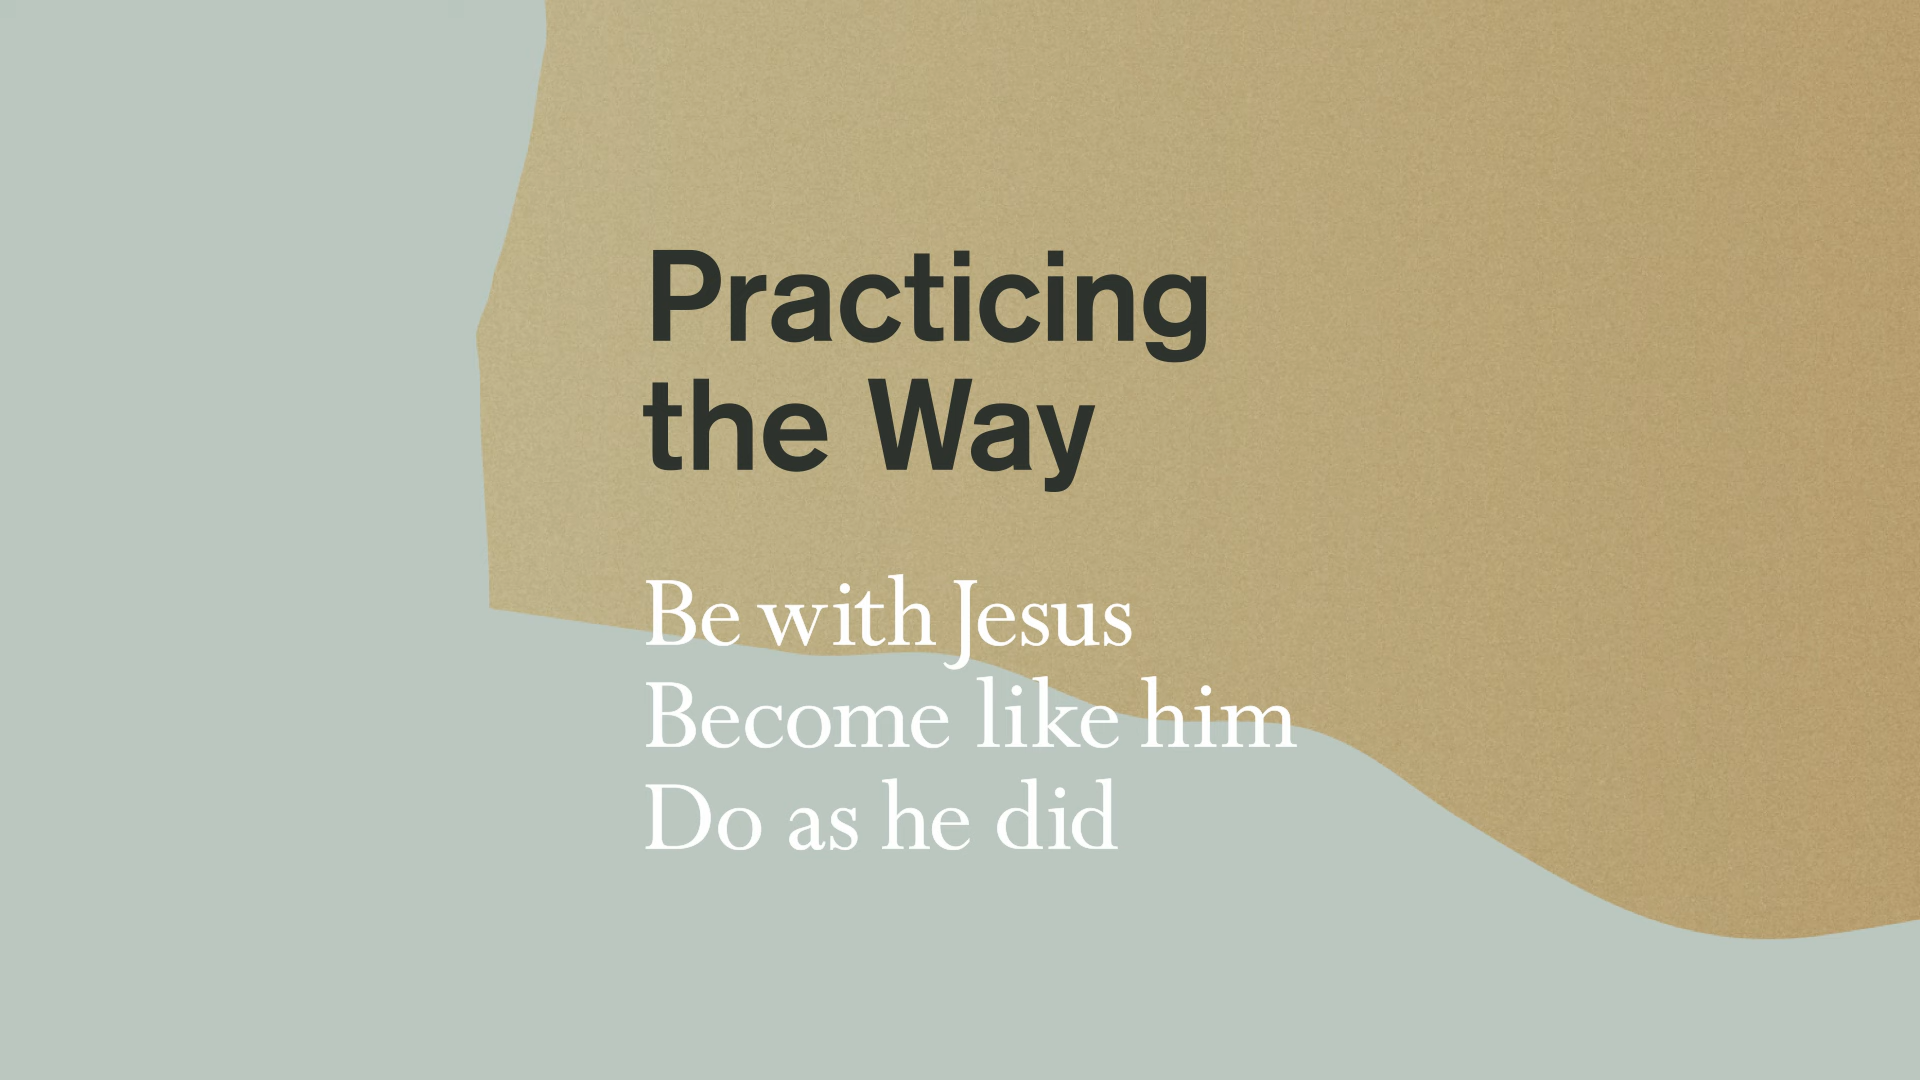 Practicing
the Way
Be with Jesus
Become like him
Do as he did